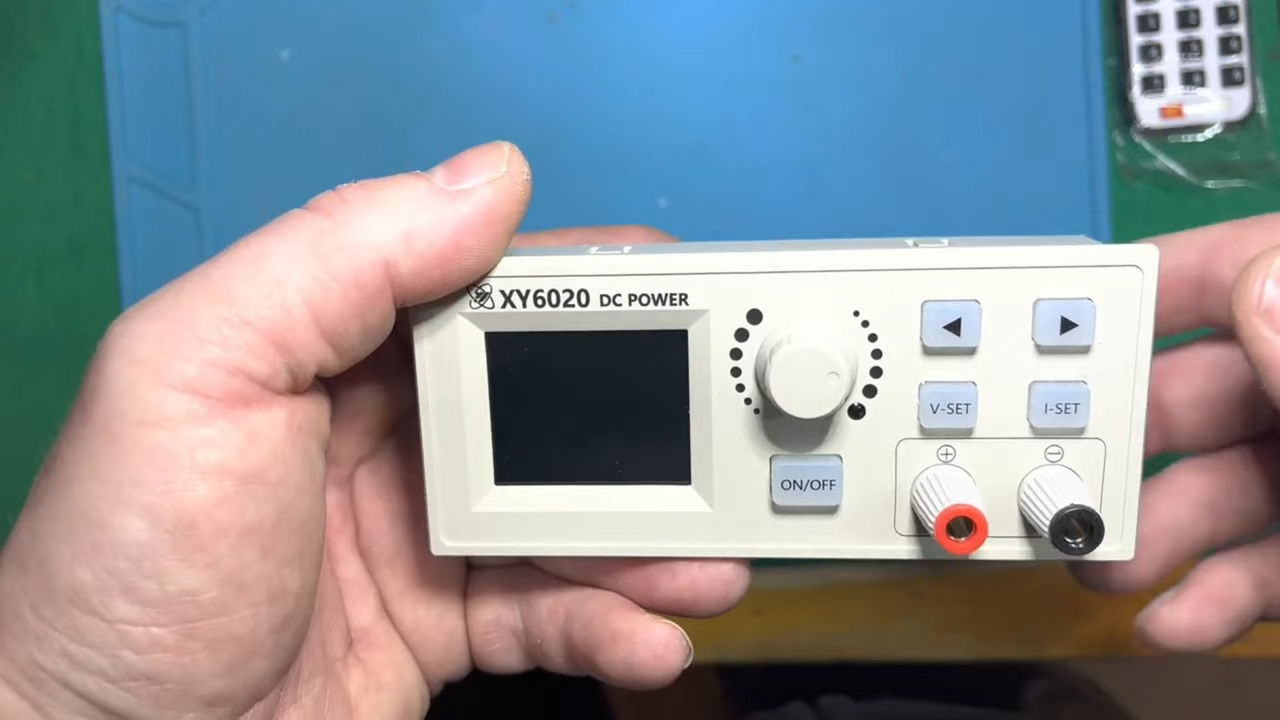 XY6020 DC POWER
◀ ▶
V-SET I-SET
ON/OFF
+ −